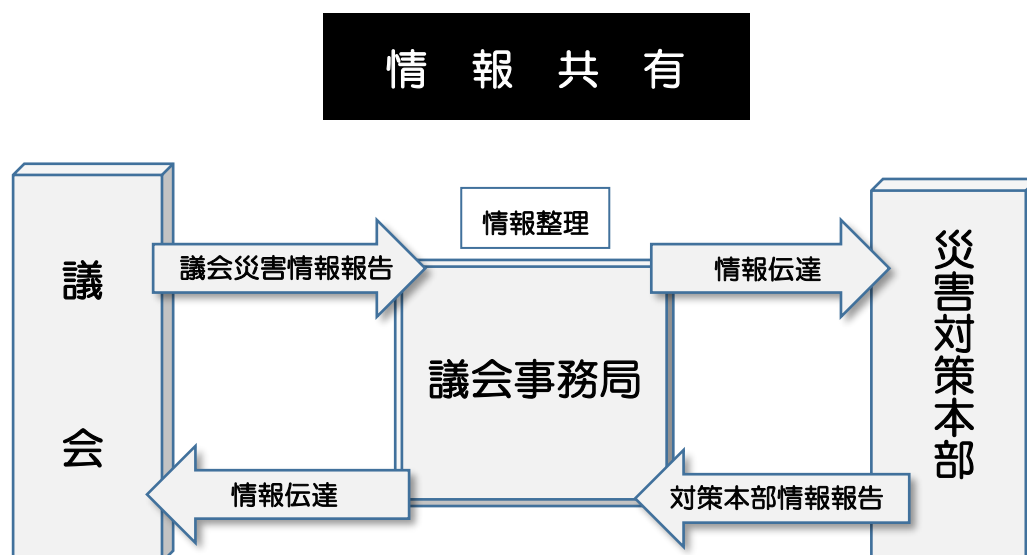 情報共有
情報整理
議会災害情報報告
情報伝達
議会
議会事務局
災害対策本部
情報伝達
対策本部情報報告